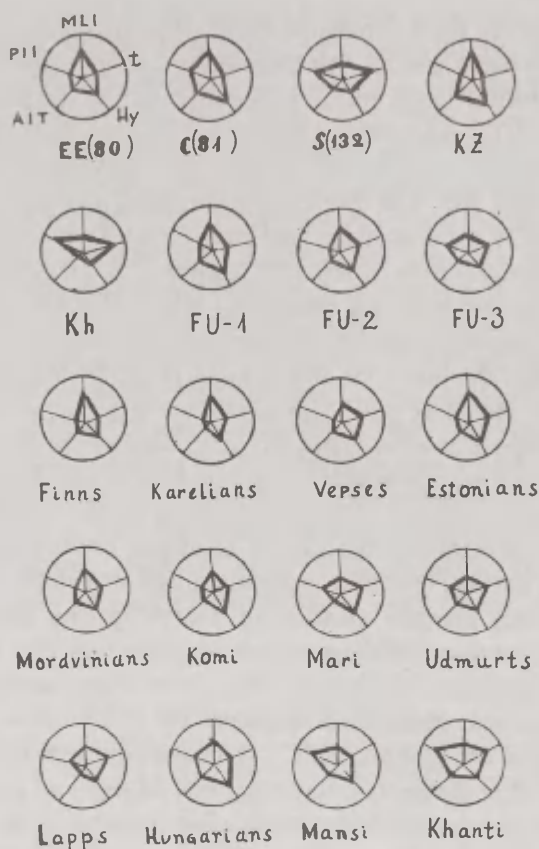 MLI
PII t
AIT Hy
EE(80) C(81) S(132) KZ
Kh FU-1 FU-2 FU-3
Finns Karelians Vepses Estonians
Mordvinians Komi Mari Udmurts
Lapps Hungarians Mansi Khanti